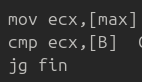 mov ecx,[max]
cmp ecx,[B]
jg fin